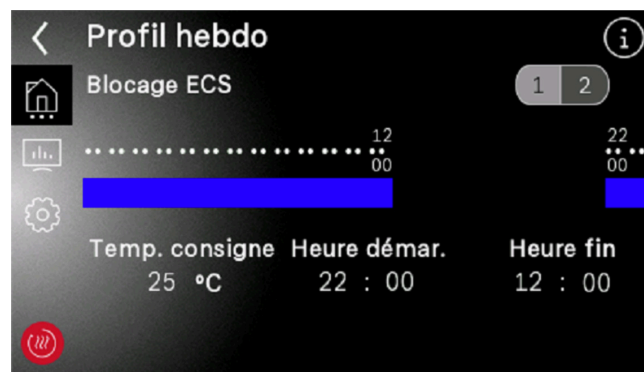 Profil hebdo
i
Blocage ECS
1 2
12 22
00 00
Temp. consigne Heure démar. Heure fin
25 °C 22 : 00 12 : 00